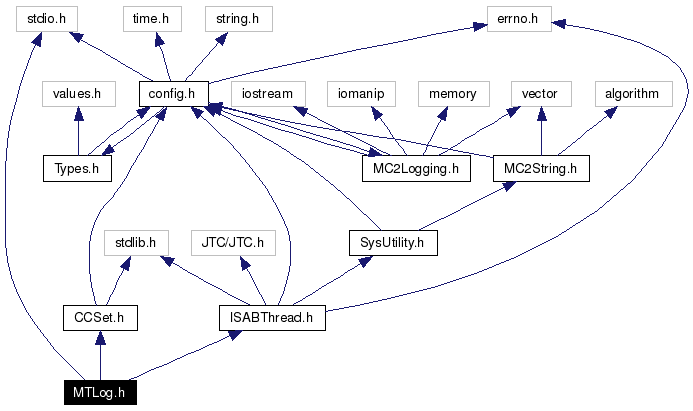 stdio.h
time.h
string.h
errno.h
values.h
config.h
iostream
iomanip
memory
vector
algorithm
Types.h
MC2Logging.h
MC2String.h
stdlib.h
JTC/JTC.h
SysUtility.h
CCSet.h
ISABThread.h
MTLog.h